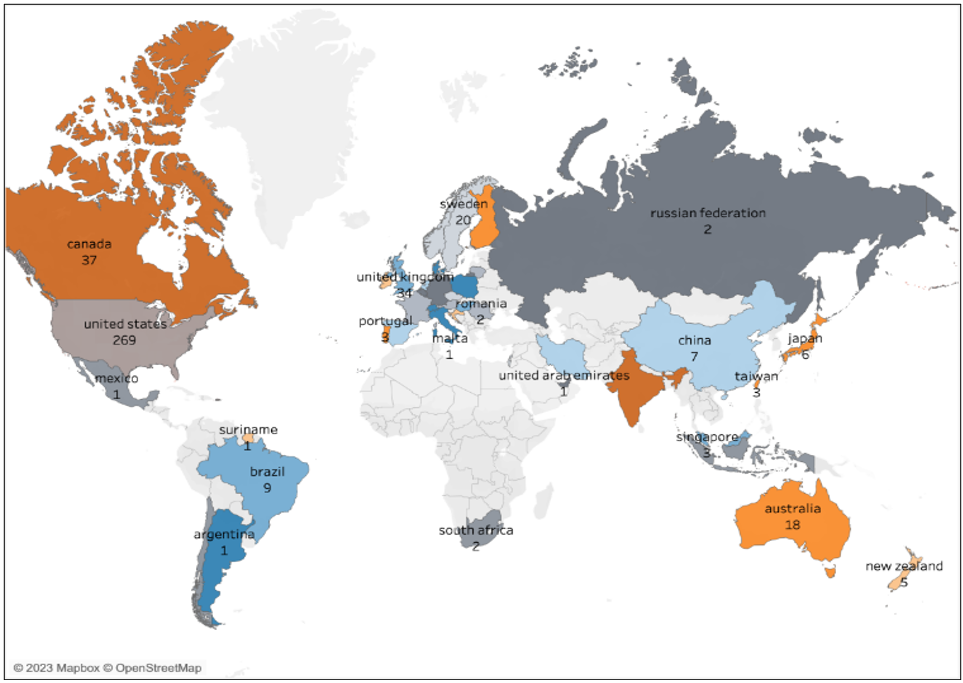 sweden
20
russian federation
2
canada
37
united kingdom
34
romania
2
united states
269
portugal
3
malta
1
china
7
japan
6
mexico
1
united arab emirates
1
taiwan
3
suriname
1
singapore
3
brazil
9
australia
18
argentina
1
south africa
2
new zealand
5
© 2023 Mapbox © OpenStreetMap